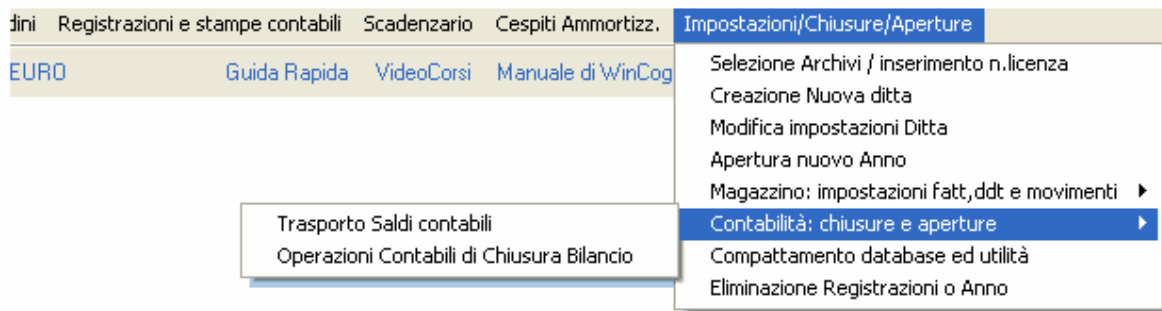 dini Registrazioni e stampe contabili Scadenzario Cespiti Ammortizz. Impostazioni/Chiusure/Aperture
EURO Guida Rapida VideoCorsi Manuale di WinCog
Selezione Archivi / inserimento n.licenza
Creazione Nuova ditta
Modifica impostazioni Ditta
Apertura nuovo Anno
Magazzino: impostazioni fatt,ddt e movimenti
Contabilità: chiusure e aperture
Trasporto Saldi contabili
Operazioni Contabili di Chiusura Bilancio
Compattamento database ed utilità
Eliminazione Registrazioni o Anno